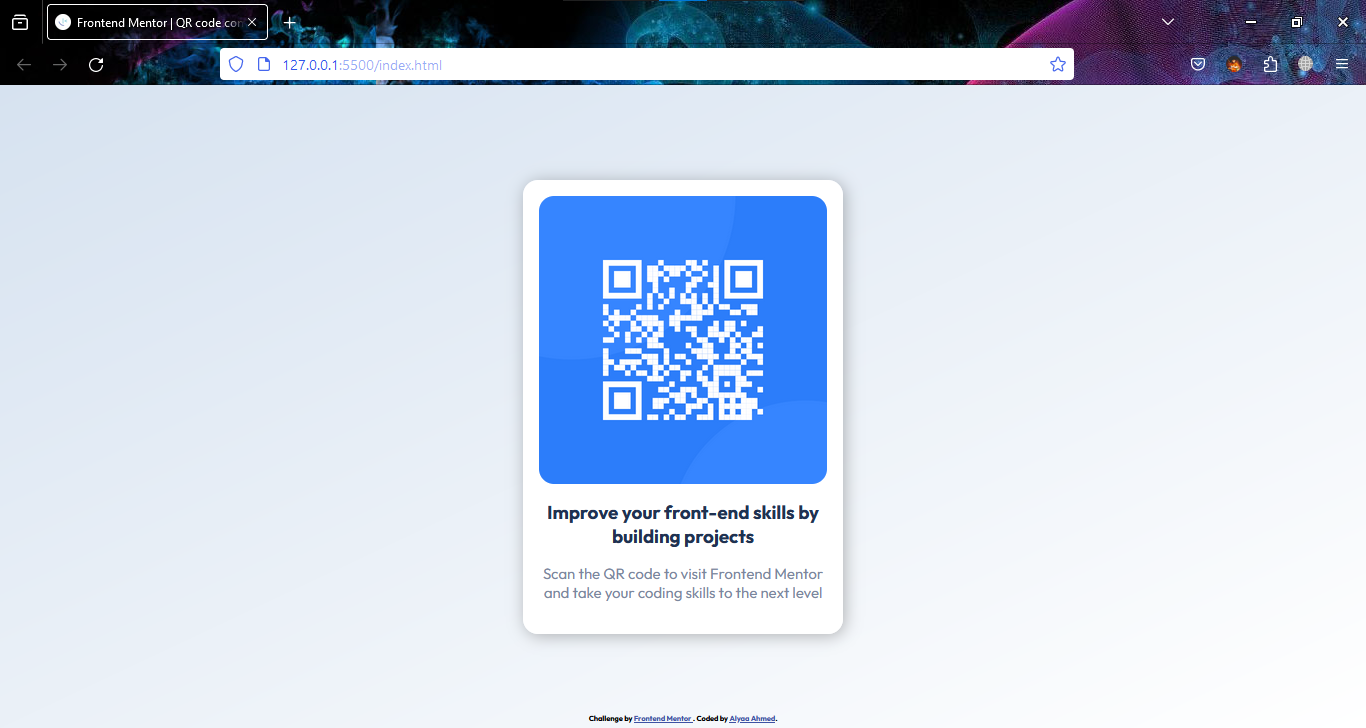 Frontend Mentor | QR code con
127.0.0.1:5500/index.html
Improve your front-end skills by
building projects
Scan the QR code to visit Frontend Mentor
and take your coding skills to the next level
Challenge by Frontend Mentor . Coded by Alyaa Ahmed.